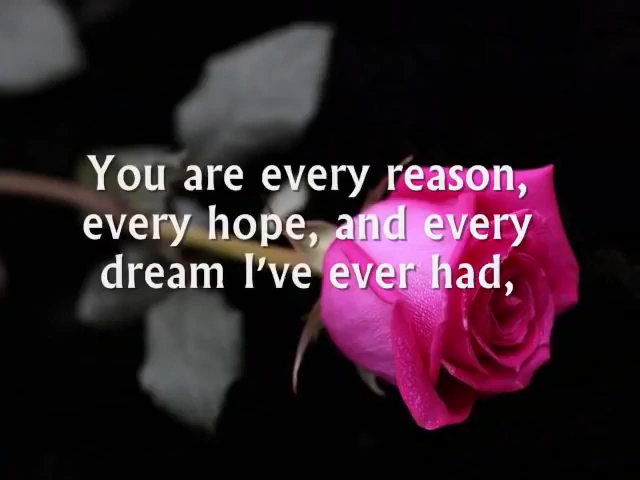 You are every reason,
every hope, and every
dream I've ever had,